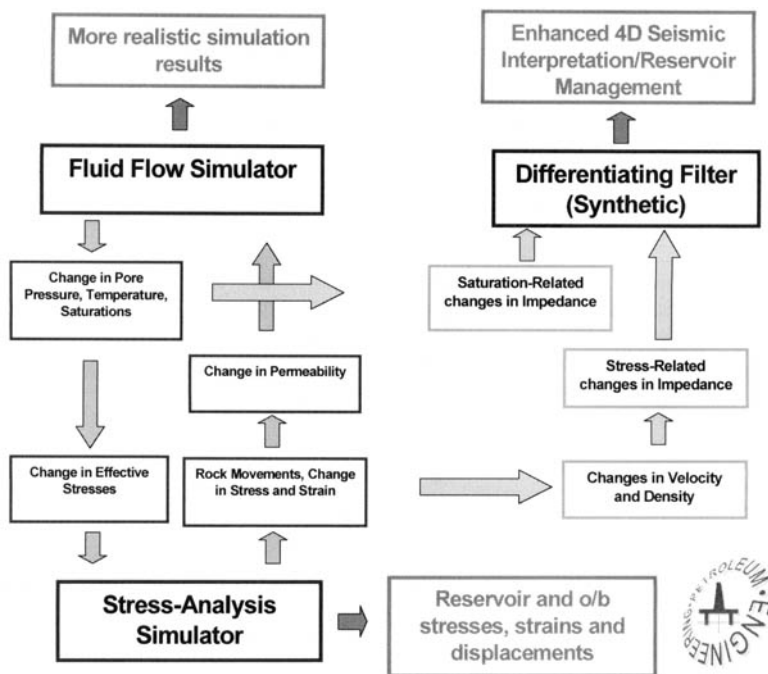 More realistic simulation
results
Enhanced 4D Seismic
Interpretation/Reservoir
Management
Fluid Flow Simulator
Differentiating Filter
(Synthetic)
Change in Pore
Pressure, Temperature,
Saturations
Saturation-Related
changes in Impedance
Change in Permeability
Stress-Related
changes in Impedance
Change in Effective
Stresses
Rock Movements, Change
in Stress and Strain
Changes in Velocity
and Density
Stress-Analysis
Simulator
Reservoir and o/b
stresses, strains and
displacements
PETROLEUM • ENGINEERING •